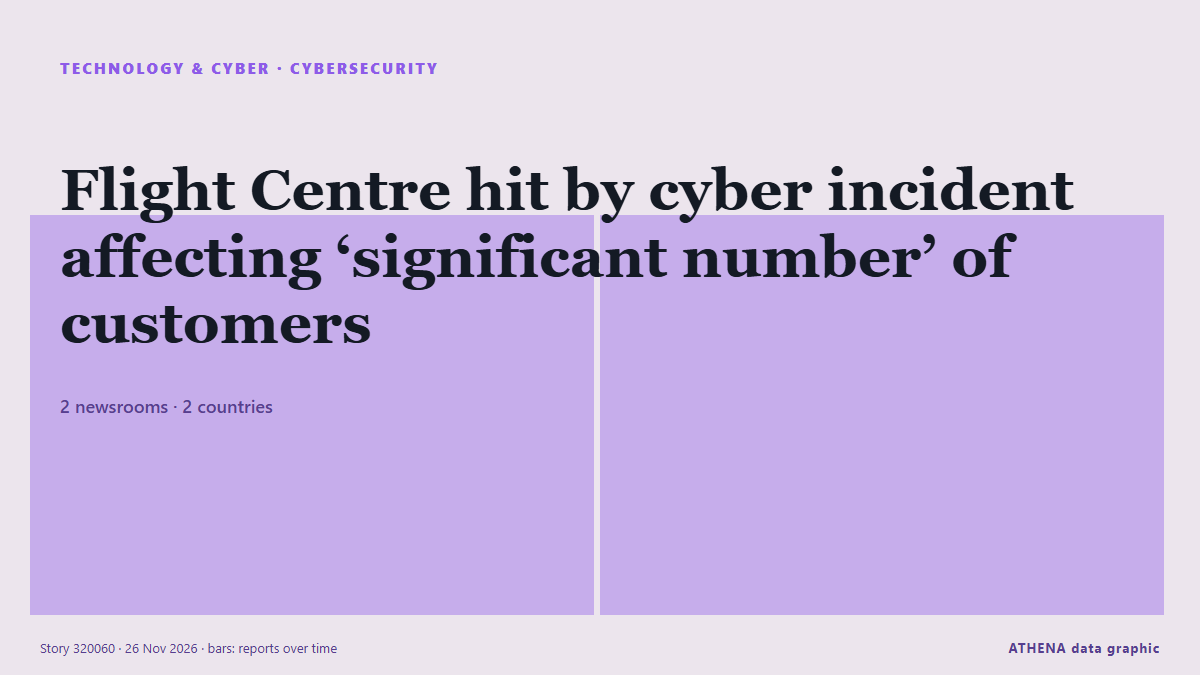 TECHNOLOGY & CYBER · CYBERSECURITY
Flight Centre hit by cyber incident
affecting ‘significant number’ of
customers
2 newsrooms · 2 countries
Story 320060 · 26 Nov 2026 · bars: reports over time
ATHENA data graphic